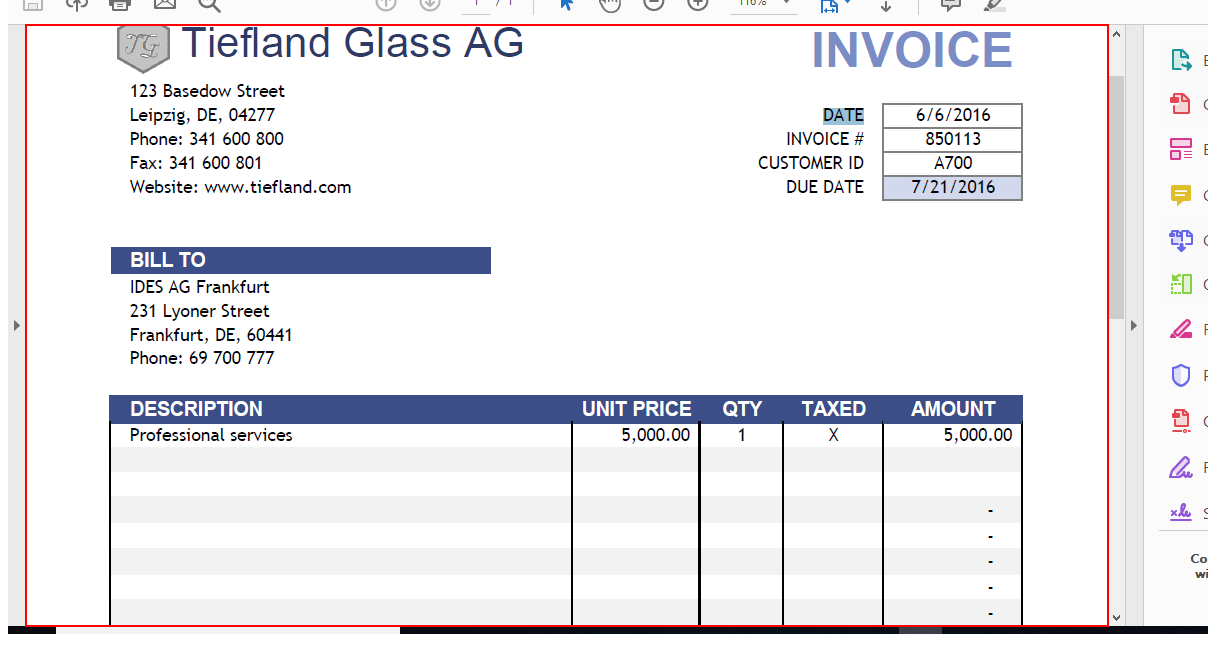 Tiefland Glass AG
INVOICE
123 Basedow Street
Leipzig, DE, 04277
Phone: 341 600 800
Fax: 341 600 801
Website: www.tiefland.com
DATE 6/6/2016
INVOICE # 850113
CUSTOMER ID A700
DUE DATE 7/21/2016
BILL TO
IDES AG Frankfurt
231 Lyoner Street
Frankfurt, DE, 60441
Phone: 69 700 777
DESCRIPTION UNIT PRICE QTY TAXED AMOUNT
Professional services 5,000.00 1 X 5,000.00
-
-
-
-
-